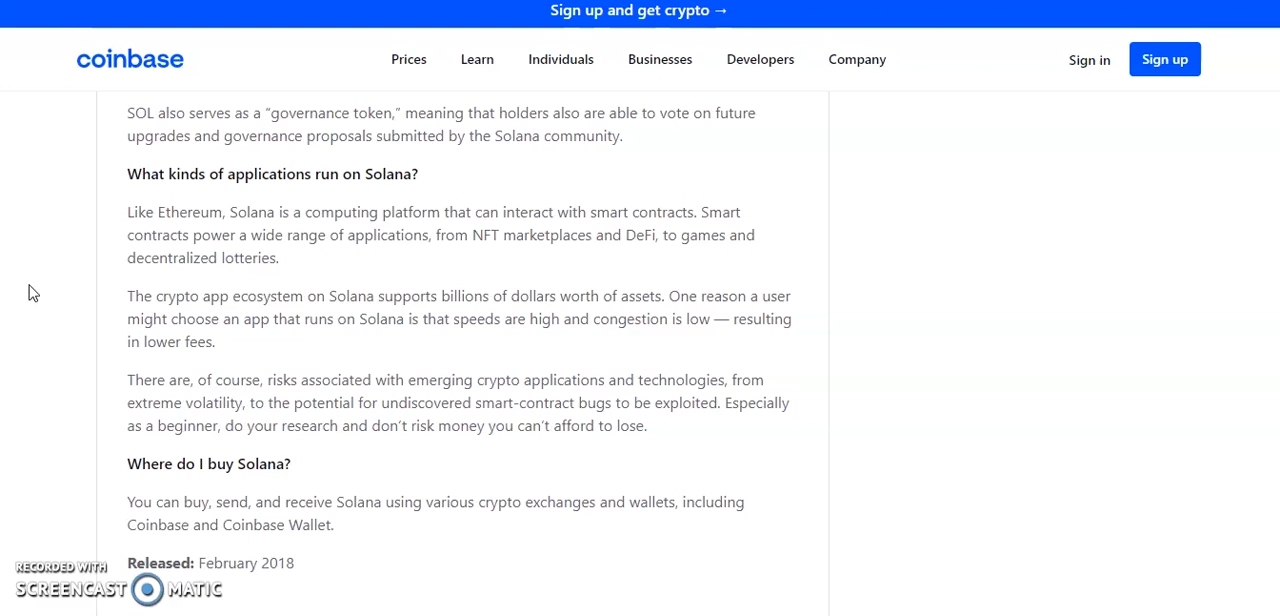 Sign up and get crypto →
coinbase
Prices Learn Individuals Businesses Developers Company Sign in Sign up
SOL also serves as a “governance token,” meaning that holders also are able to vote on future
upgrades and governance proposals submitted by the Solana community.
What kinds of applications run on Solana?
Like Ethereum, Solana is a computing platform that can interact with smart contracts. Smart
contracts power a wide range of applications, from NFT marketplaces and DeFi, to games and
decentralized lotteries.
The crypto app ecosystem on Solana supports billions of dollars worth of assets. One reason a user
might choose an app that runs on Solana is that speeds are high and congestion is low — resulting
in lower fees.
There are, of course, risks associated with emerging crypto applications and technologies, from
extreme volatility, to the potential for undiscovered smart-contract bugs to be exploited. Especially
as a beginner, do your research and don’t risk money you can’t afford to lose.
Where do I buy Solana?
You can buy, send, and receive Solana using various crypto exchanges and wallets, including
Coinbase and Coinbase Wallet.
Released: February 2018
RECORDED WITH
SCREENCAST MATIC